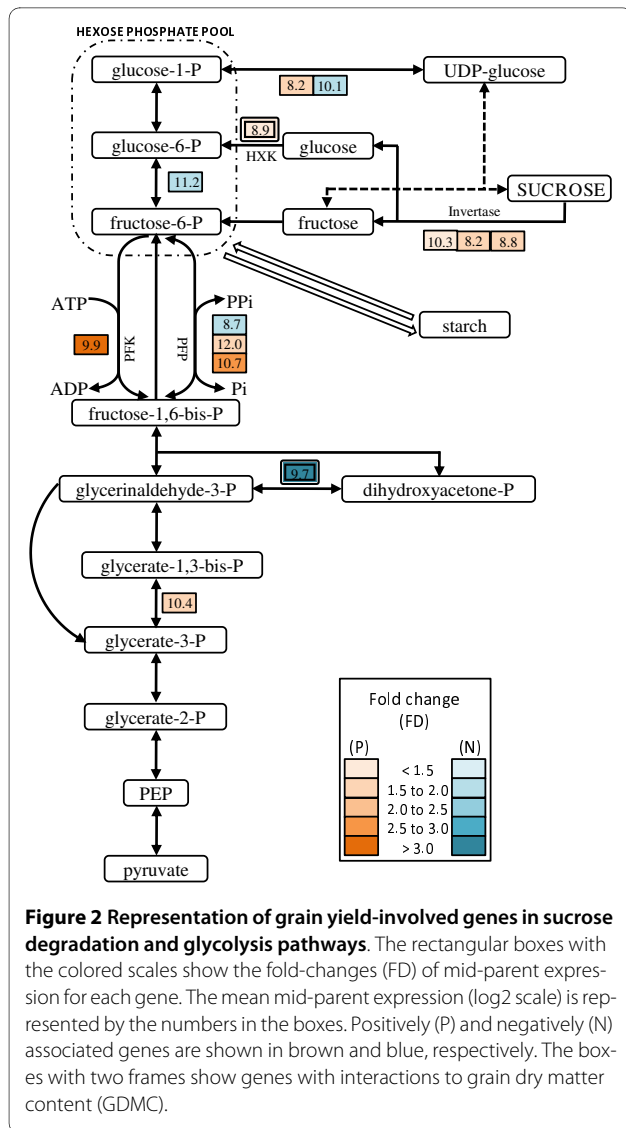 HEXOSE PHOSPHATE POOL
glucose-1-P
UDP-glucose
8.2 10.1
8.9
glucose-6-P
glucose
HXK
11.2
SUCROSE
fructose-6-P
fructose
Invertase
10.3 8.2 8.8
ATP
PPi
starch
8.7
9.9
PFK
PFP
12.0
10.7
ADP
Pi
fructose-1,6-bis-P
9.7
glycerinaldehyde-3-P
dihydroxyacetone-P
glycerate-1,3-bis-P
10.4
glycerate-3-P
glycerate-2-P
PEP
pyruvate
Fold change
(FD)
(P) (N)
< 1.5
1.5 to 2.0
2.0 to 2.5
2.5 to 3.0
> 3.0
Figure 2 Representation of grain yield-involved genes in sucrose
degradation and glycolysis pathways. The rectangular boxes with
the colored scales show the fold-changes (FD) of mid-parent expres-
sion for each gene. The mean mid-parent expression (log2 scale) is rep-
resented by the numbers in the boxes. Positively (P) and negatively (N)
associated genes are shown in brown and blue, respectively. The box-
es with two frames show genes with interactions to grain dry matter
content (GDMC).